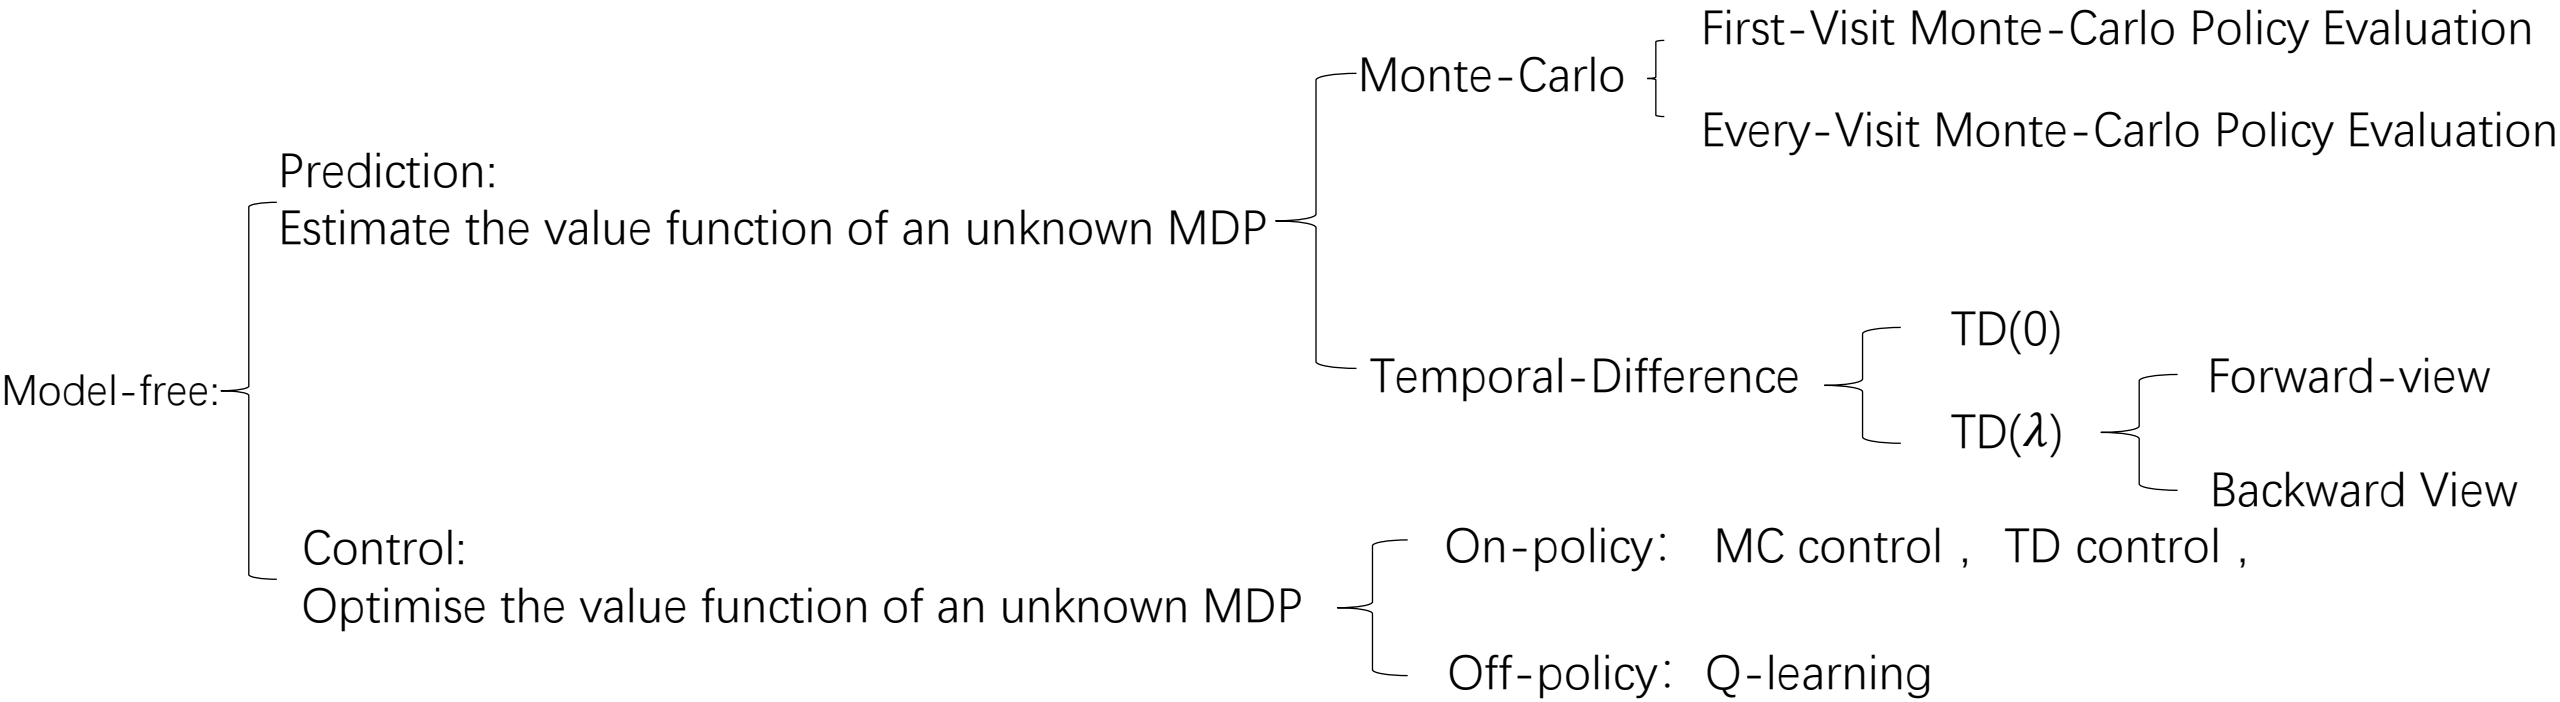 Model-free:
Prediction:
Estimate the value function of an unknown MDP
Monte-Carlo
First-Visit Monte-Carlo Policy Evaluation
Every-Visit Monte-Carlo Policy Evaluation
Temporal-Difference
TD(0)
TD(λ)
Forward-view
Backward View
Control:
Optimise the value function of an unknown MDP
On-policy： MC control , TD control ,
Off-policy： Q-learning